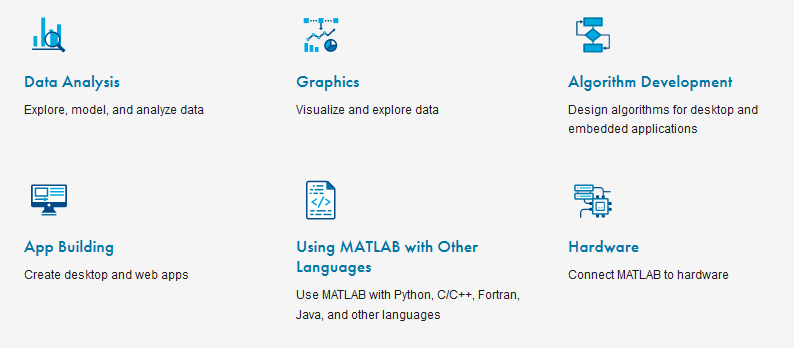 Data Analysis
Explore, model, and analyze data
Graphics
Visualize and explore data
Algorithm Development
Design algorithms for desktop and
embedded applications
App Building
Create desktop and web apps
</>
Using MATLAB with Other
Languages
Use MATLAB with Python, C/C++, Fortran,
Java, and other languages
Hardware
Connect MATLAB to hardware